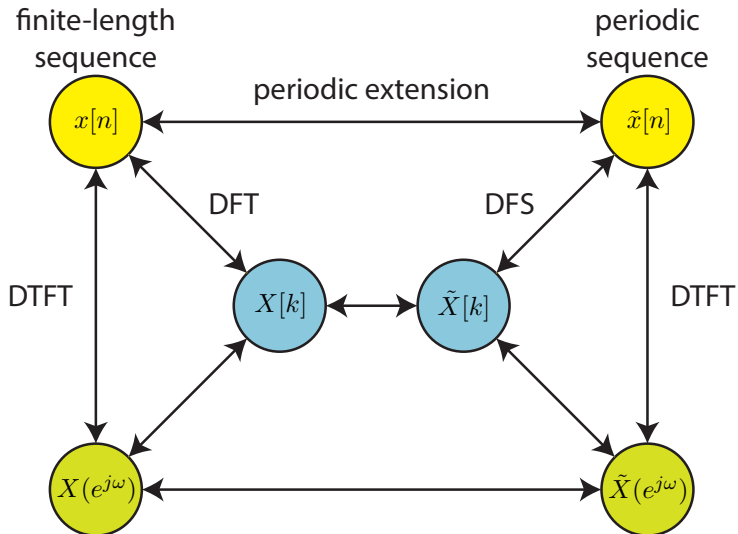 finite-length
sequence
periodic
sequence
periodic extension
x[n]
x̃[n]
DFT
DFS
DTFT
X[k]
X̃[k]
DTFT
X(e^{jω})
X̃(e^{jω})